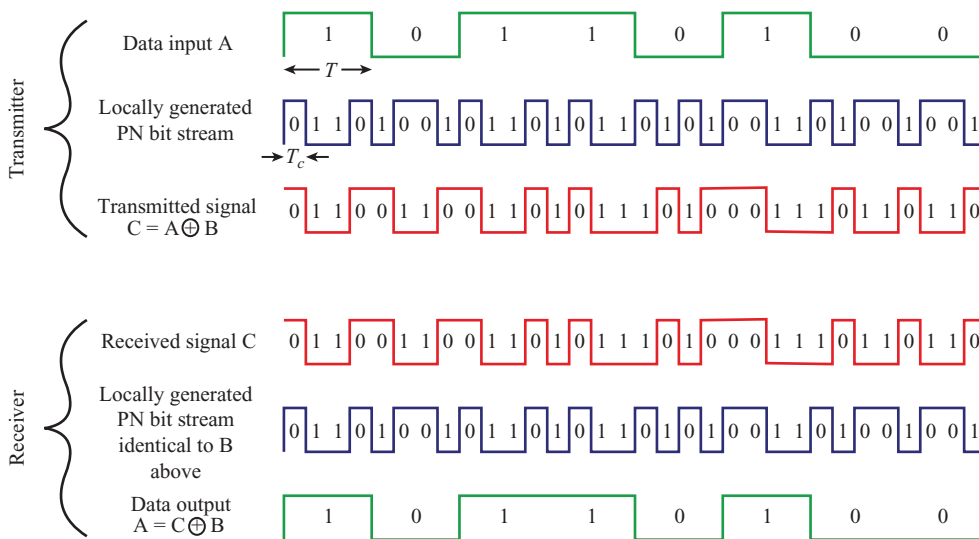 Transmitter
Data input A
1 0 1 1 0 1 0 0
T
Locally generated
PN bit stream
0 1 1 0 1 0 0 1 0 1 1 0 1 0 1 1 0 1 0 1 0 0 1 1 0 1 0 0 1 0 0 1
Tc
Transmitted signal
C = A ⊕ B
0 1 1 0 0 1 1 0 0 1 1 0 1 0 1 1 1 0 1 0 0 0 1 1 1 0 1 1 0 1 1 0
Receiver
Received signal C
0 1 1 0 0 1 1 0 0 1 1 0 1 0 1 1 1 0 1 0 0 0 1 1 1 0 1 1 0 1 1 0
Locally generated
PN bit stream
identical to B
above
0 1 1 0 1 0 0 1 0 1 1 0 1 0 1 1 0 1 0 1 0 0 1 1 0 1 0 0 1 0 0 1
Data output
A = C ⊕ B
1 0 1 1 0 1 0 0